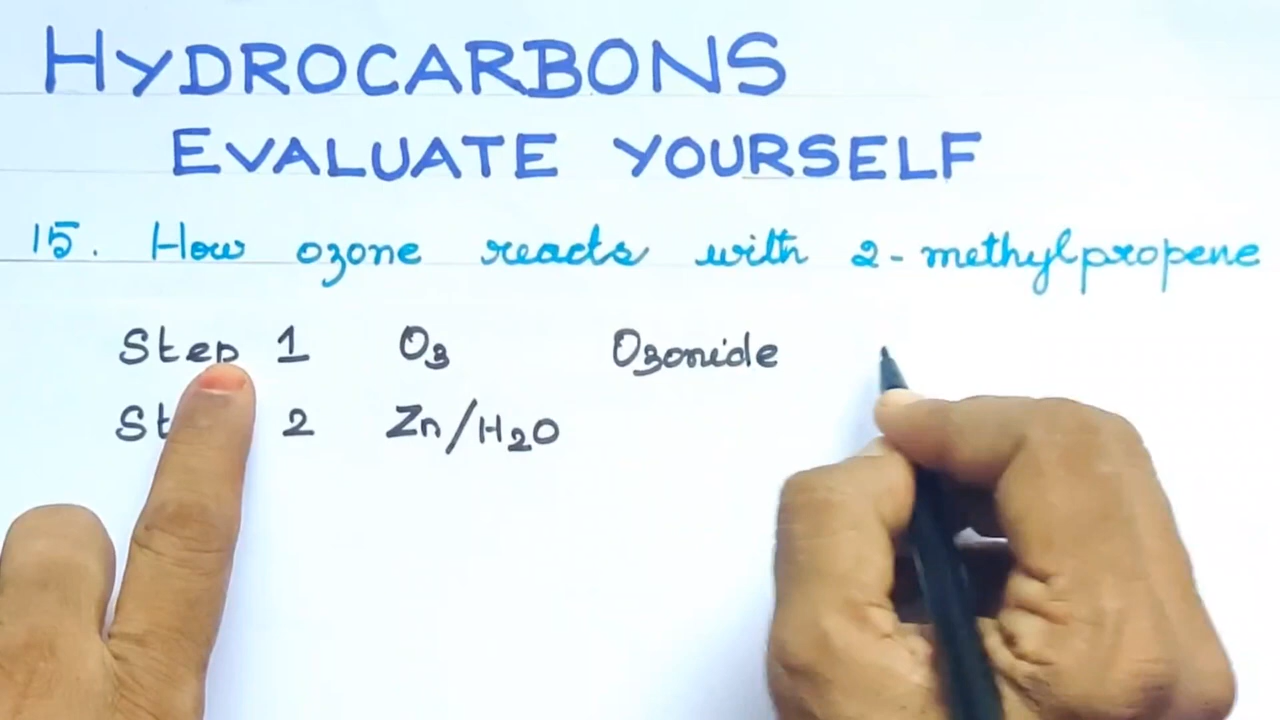 HYDROCARBONS
EVALUATE YOURSELF
15. How ozone reacts with 2-methylpropene
Step 1 O₃ Ozonide
2 Zn/H₂O